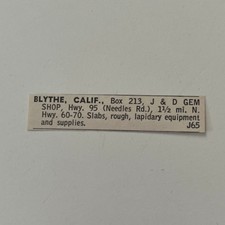 BLYTHE, CALIF., Box 213, J & D GEM
SHOP, Hwy. 95 (Needles Rd.), 1½ mi. N.
Hwy. 60-70. Slabs, rough, lapidary equipment
and supplies. J65